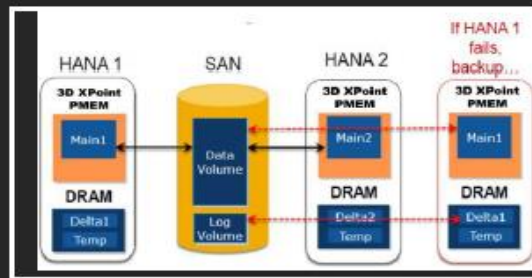 HANA 1
3D XPoint
PMEM
Main1
DRAM
Delta1
Temp
SAN
Data
Volume
Log
Volume
HANA 2
3D XPoint
PMEM
Main2
DRAM
Delta2
Temp
If HANA 1
fails,
backup...
3D XPoint
PMEM
Main1
DRAM
Delta1
Temp